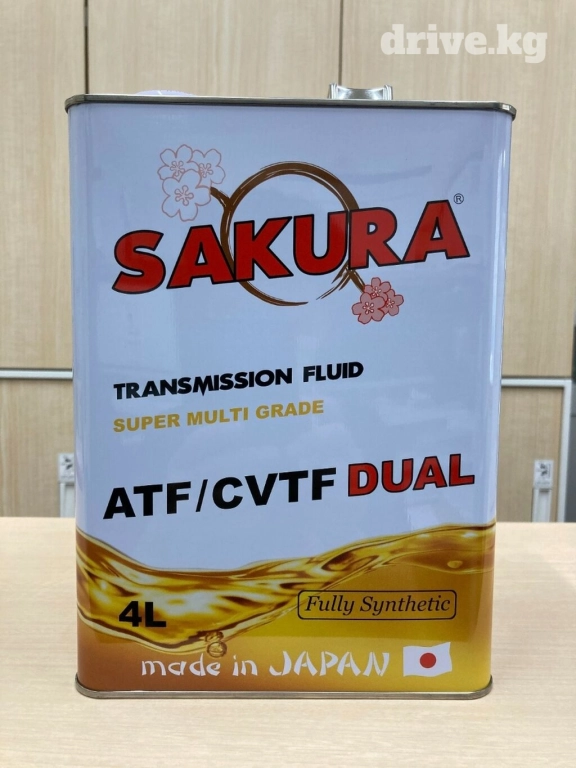 drive.kg
SAKURA®
TRANSMISSION FLUID
SUPER MULTI GRADE
ATF/CVTF DUAL
4L
Fully Synthetic
made in JAPAN